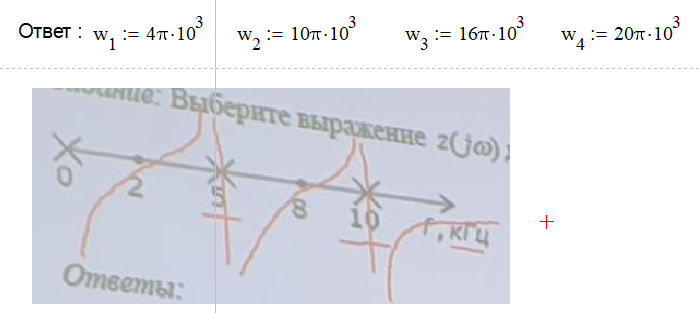 Ответ : w1 := 4π·10^3 w2 := 10π·10^3 w3 := 16π·10^3 w4 := 20π·10^3
Выберите выражение z(jω)
0 2 5 8 10
f, кГц
Ответы: